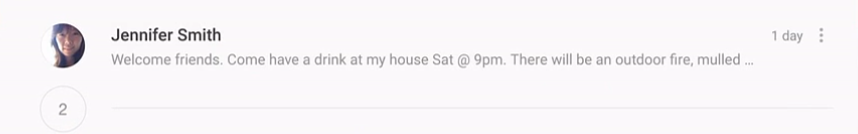 Jennifer Smith
1 day
Welcome friends. Come have a drink at my house Sat @ 9pm. There will be an outdoor fire, mulled ...
2